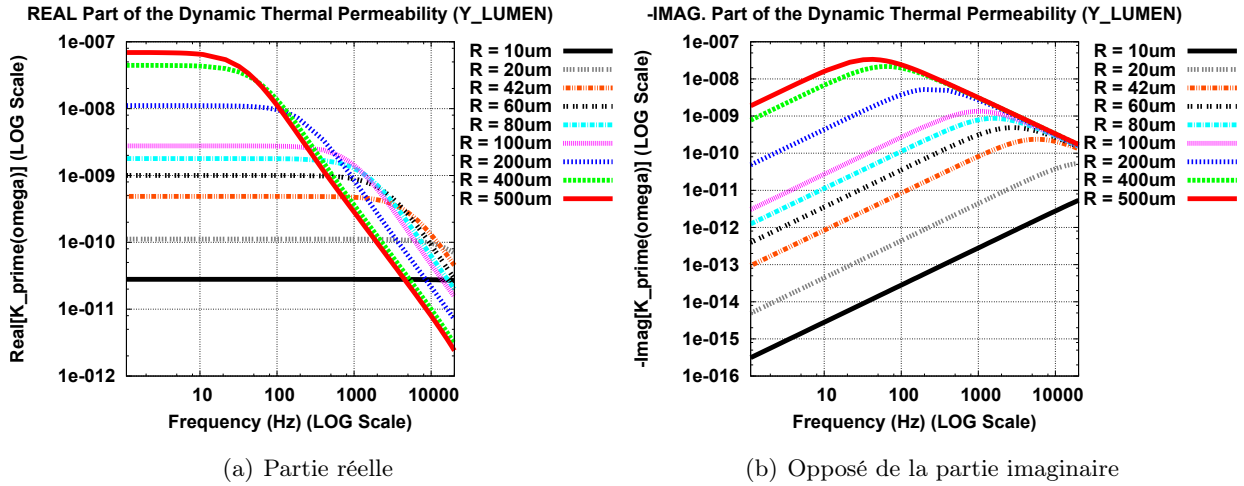 REAL Part of the Dynamic Thermal Permeability (Y_LUMEN)
Real[K_prime(omega)] (LOG Scale)
1e-007
1e-008
1e-009
1e-010
1e-011
1e-012
10
100
1000
10000
Frequency (Hz) (LOG Scale)
R = 10um
R = 20um
R = 42um
R = 60um
R = 80um
R = 100um
R = 200um
R = 400um
R = 500um
(a) Partie réelle
-IMAG. Part of the Dynamic Thermal Permeability (Y_LUMEN)
-Imag[K_prime(omega)] (LOG Scale)
1e-007
1e-008
1e-009
1e-010
1e-011
1e-012
1e-013
1e-014
1e-015
1e-016
10
100
1000
10000
Frequency (Hz) (LOG Scale)
R = 10um
R = 20um
R = 42um
R = 60um
R = 80um
R = 100um
R = 200um
R = 400um
R = 500um
(b) Opposé de la partie imaginaire